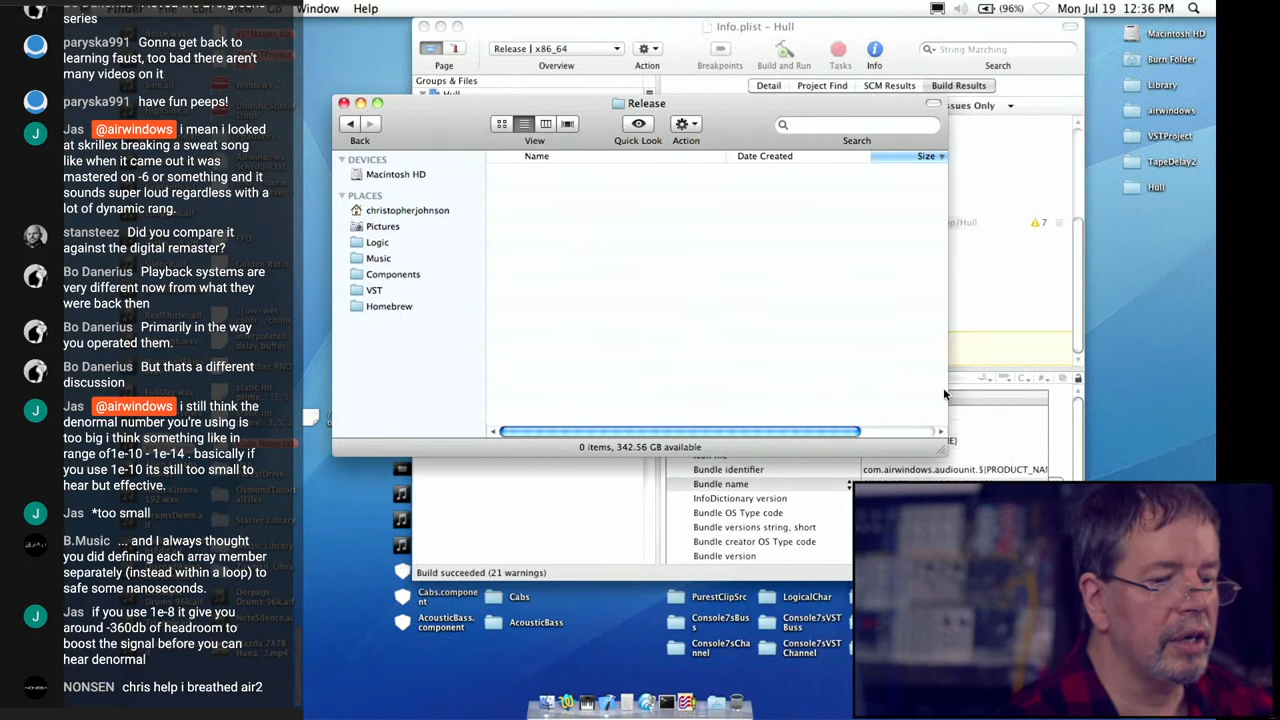 Window Help
(96%) Mon Jul 19 12:36 PM
series
paryska991 Gonna get back to
learning faust, too bad there aren't
many videos on it
paryska991 have fun peeps!
Jas @airwindows i mean i looked
at skrillex breaking a sweat song
like when it came out it was
mastered on -6 or something and it
sounds super loud regardless with a
lot of dynamic rang.
stansteez Did you compare it
against the digital remaster?
Bo Danerius Playback systems are
very different now from what they
were back then
Bo Danerius Primarily in the way
you operated them.
Bo Danerius But thats a different
discussion
Jas @airwindows i still think the
denormal number you're using is
too big i think something like in
range of1e-10 - 1e-14 . basically if
you use 1e-10 its still too small to
hear but effective.
Jas *too small
B.Music ... and I always thought
you did defining each array member
separately (instead within a loop) to
safe some nanoseconds.
Jas if you use 1e-8 it give you
around -360db of headroom to
boost the signal before you can
hear denormal
NONSEN chris help i breathed air2
Info.plist - Hull
Release | x86_64
String Matching
Page Overview Action Breakpoints Build and Run Tasks Info Search
Groups & Files
Hull
Detail Project Find SCM Results Build Results
sues Only
Release
Back View Quick Look Action Search
Name Date Created Size
DEVICES
Macintosh HD
PLACES
christopherjohnson
Pictures
Logic
Music
Components
VST
Homebrew
p/Hull 7
0 items, 342.56 GB available
Bundle identifier com.airwindows.audiounit.${PRODUCT_NA
Bundle name
InfoDictionary version
Bundle OS Type code
Bundle versions string, short
Bundle creator OS Type code
Bundle version
Build succeeded (21 warnings)
Cabs.compone
nt
Cabs
AcousticBass.
component
AcousticBass
PurestClipSrc
LogicalChar
Console7sBus
s
Console7sVST
Buss
Console7sCha
nnel
Console7sVST
Channel
Macintosh HD
Burn Folder
Library
airwindows
VSTProject
TapeDelay2
Hull